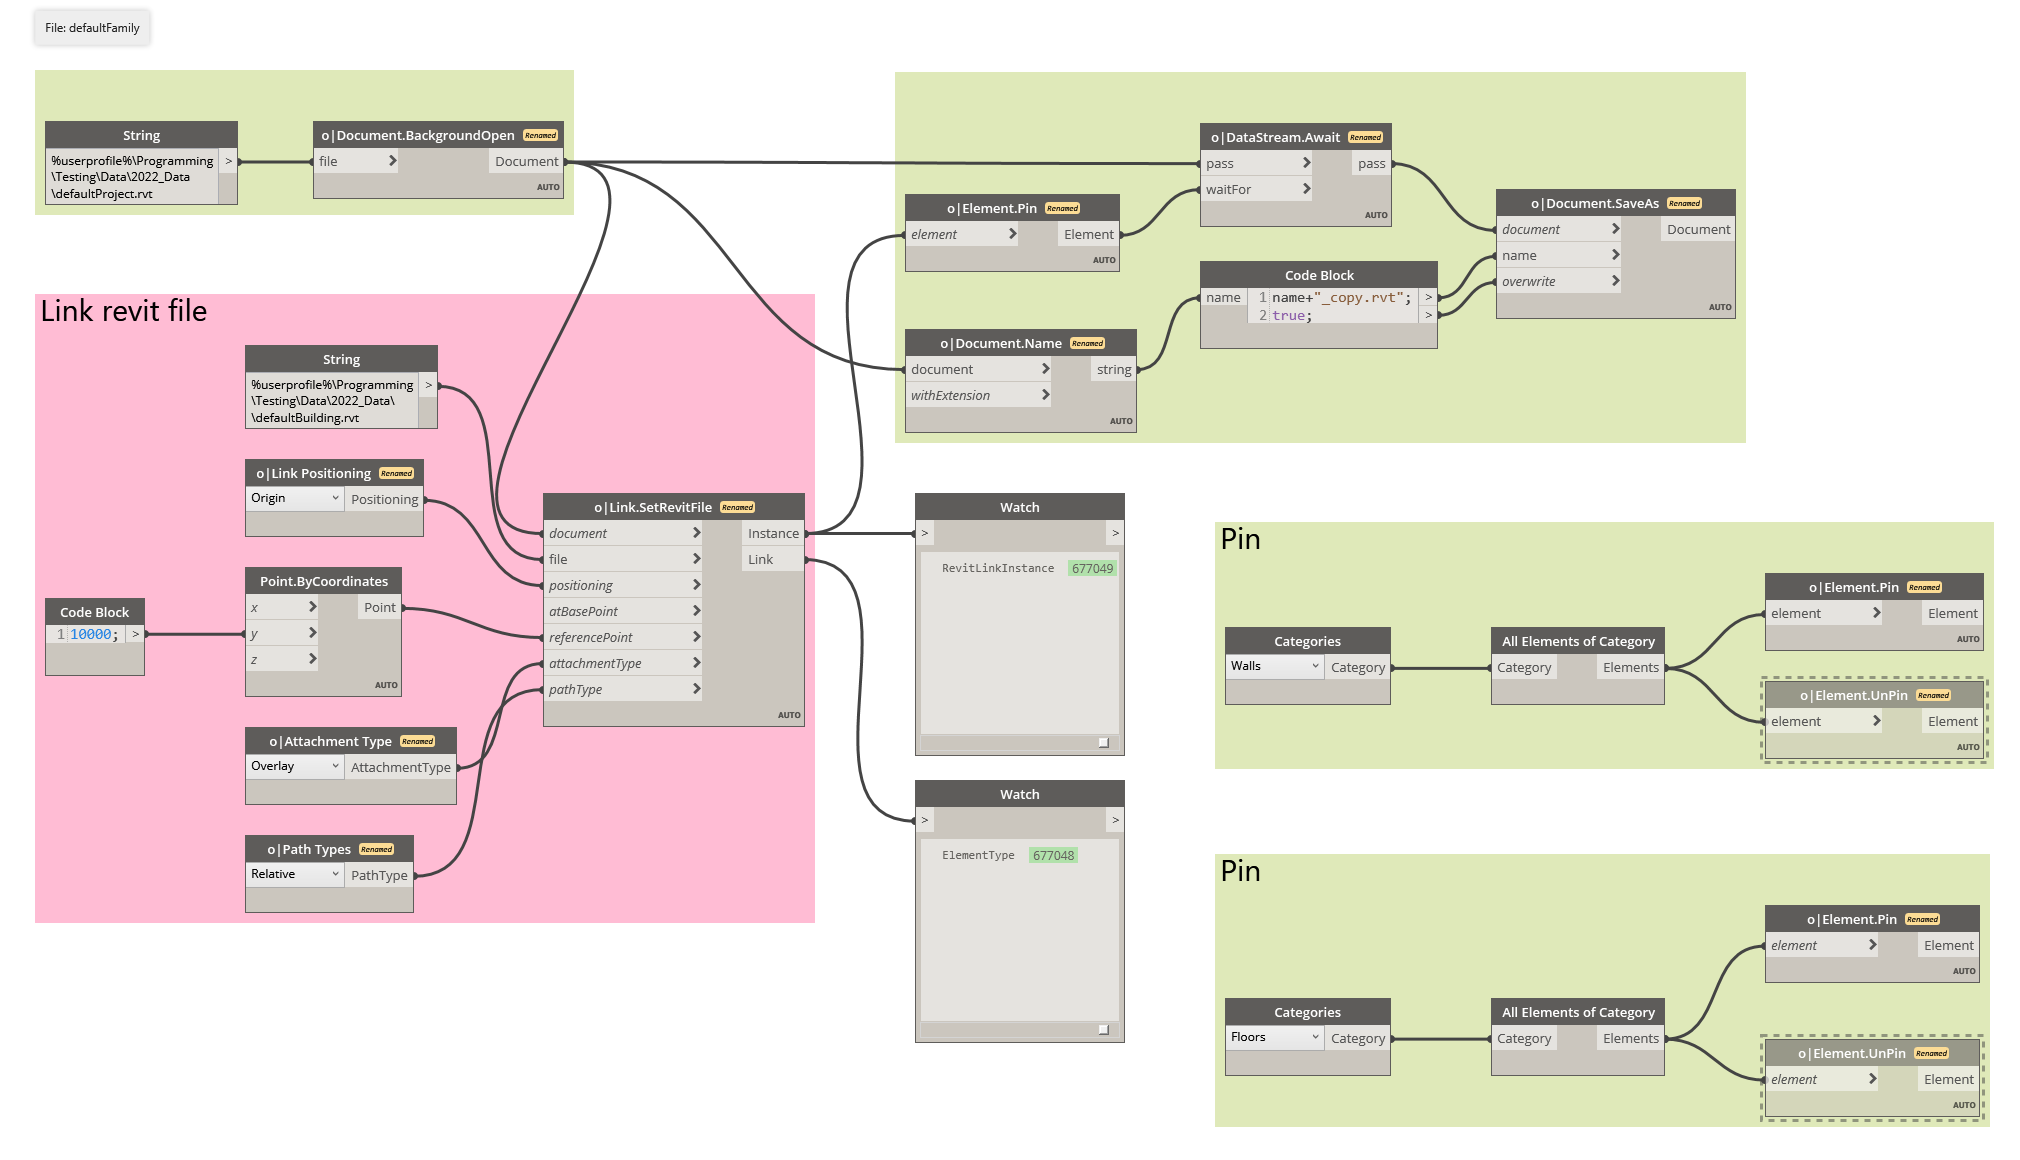 File: defaultFamily
String
%userprofile%\Programming
\Testing\Data\2022_Data
\defaultProject.rvt
>
o|Document.BackgroundOpen Renamed
file
Document
AUTO
Link revit file
String
%userprofile%\Programming
\Testing\Data\2022_Data\
\defaultBuilding.rvt
>
o|Link Positioning Renamed
Origin
Positioning
Code Block
1 10000; >
Point.ByCoordinates
x
Point
y
z
AUTO
o|Attachment Type Renamed
Overlay
AttachmentType
o|Path Types Renamed
Relative
PathType
o|Link.SetRevitFile Renamed
document
Instance
file
Link
positioning
atBasePoint
referencePoint
attachmentType
pathType
AUTO
o|Element.Pin Renamed
element
Element
AUTO
o|DataStream.Await Renamed
pass
pass
waitFor
AUTO
o|Document.Name Renamed
document
string
withExtension
AUTO
Code Block
name
1 name+"_copy.rvt"; >
2 true; >
o|Document.SaveAs Renamed
document
Document
name
overwrite
AUTO
Watch
> >
RevitLinkInstance 677049
Watch
> >
ElementType 677048
Pin
Categories
Walls
Category
All Elements of Category
Category
Elements
o|Element.Pin Renamed
element
Element
AUTO
o|Element.UnPin Renamed
element
Element
AUTO
Pin
Categories
Floors
Category
All Elements of Category
Category
Elements
o|Element.Pin Renamed
element
Element
AUTO
o|Element.UnPin Renamed
element
Element
AUTO